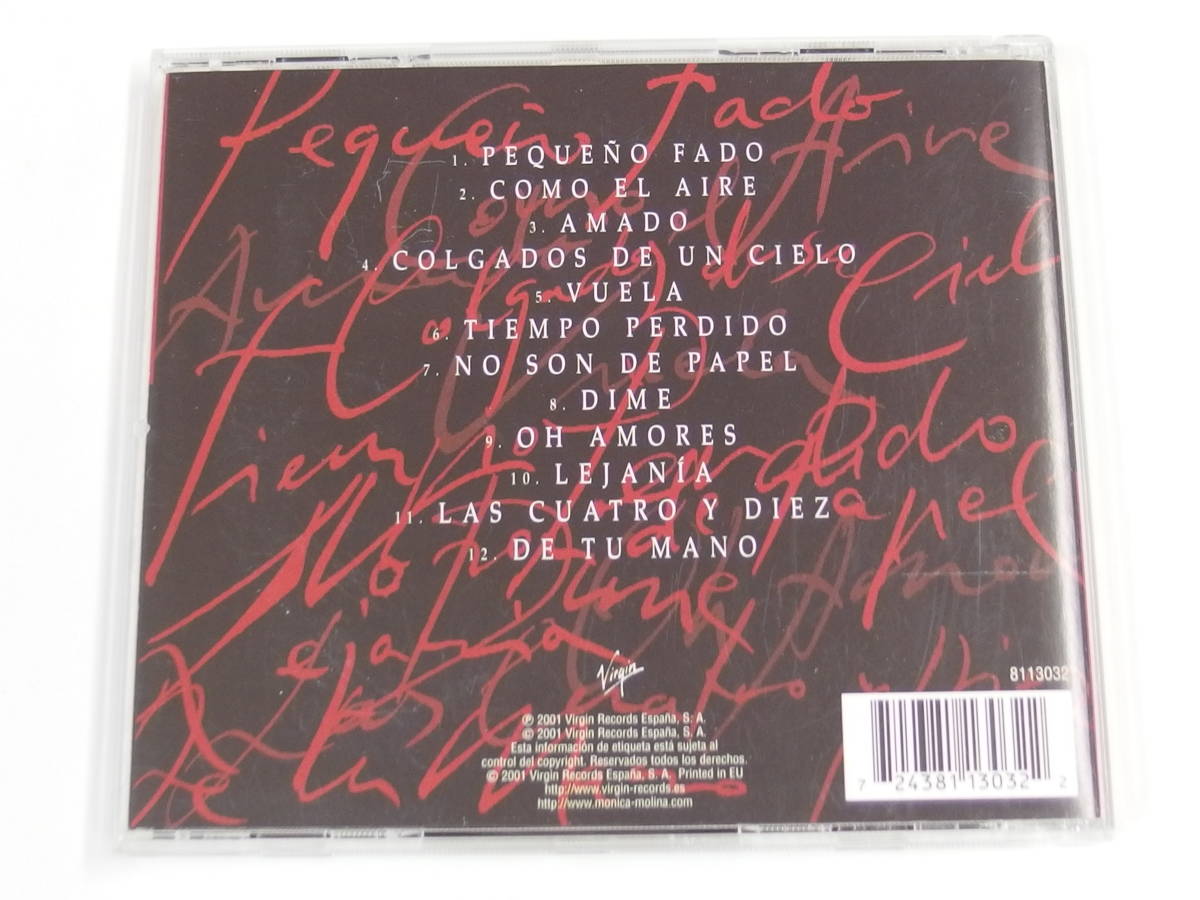 Pequeño Fado
1. PEQUEÑO FADO
2. COMO EL AIRE
3. AMADO
4. COLGADOS DE UN CIELO
5. VUELA
6. TIEMPO PERDIDO
7. NO SON DE PAPEL
8. DIME
9. OH AMORES
10. LEJANÍA
11. LAS CUATRO Y DIEZ
12. DE TU MANO
Virgin
8113032
℗ 2001 Virgin Records España, S. A.
© 2001 Virgin Records España, S. A.
Esta información de etiqueta está sujeta al
control del copyright. Reservados todos los derechos.
© 2001 Virgin Records España, S. A. Printed in EU
http://www.virgin-records.es
http://www.monica-molina.com
7 24381 13032 2